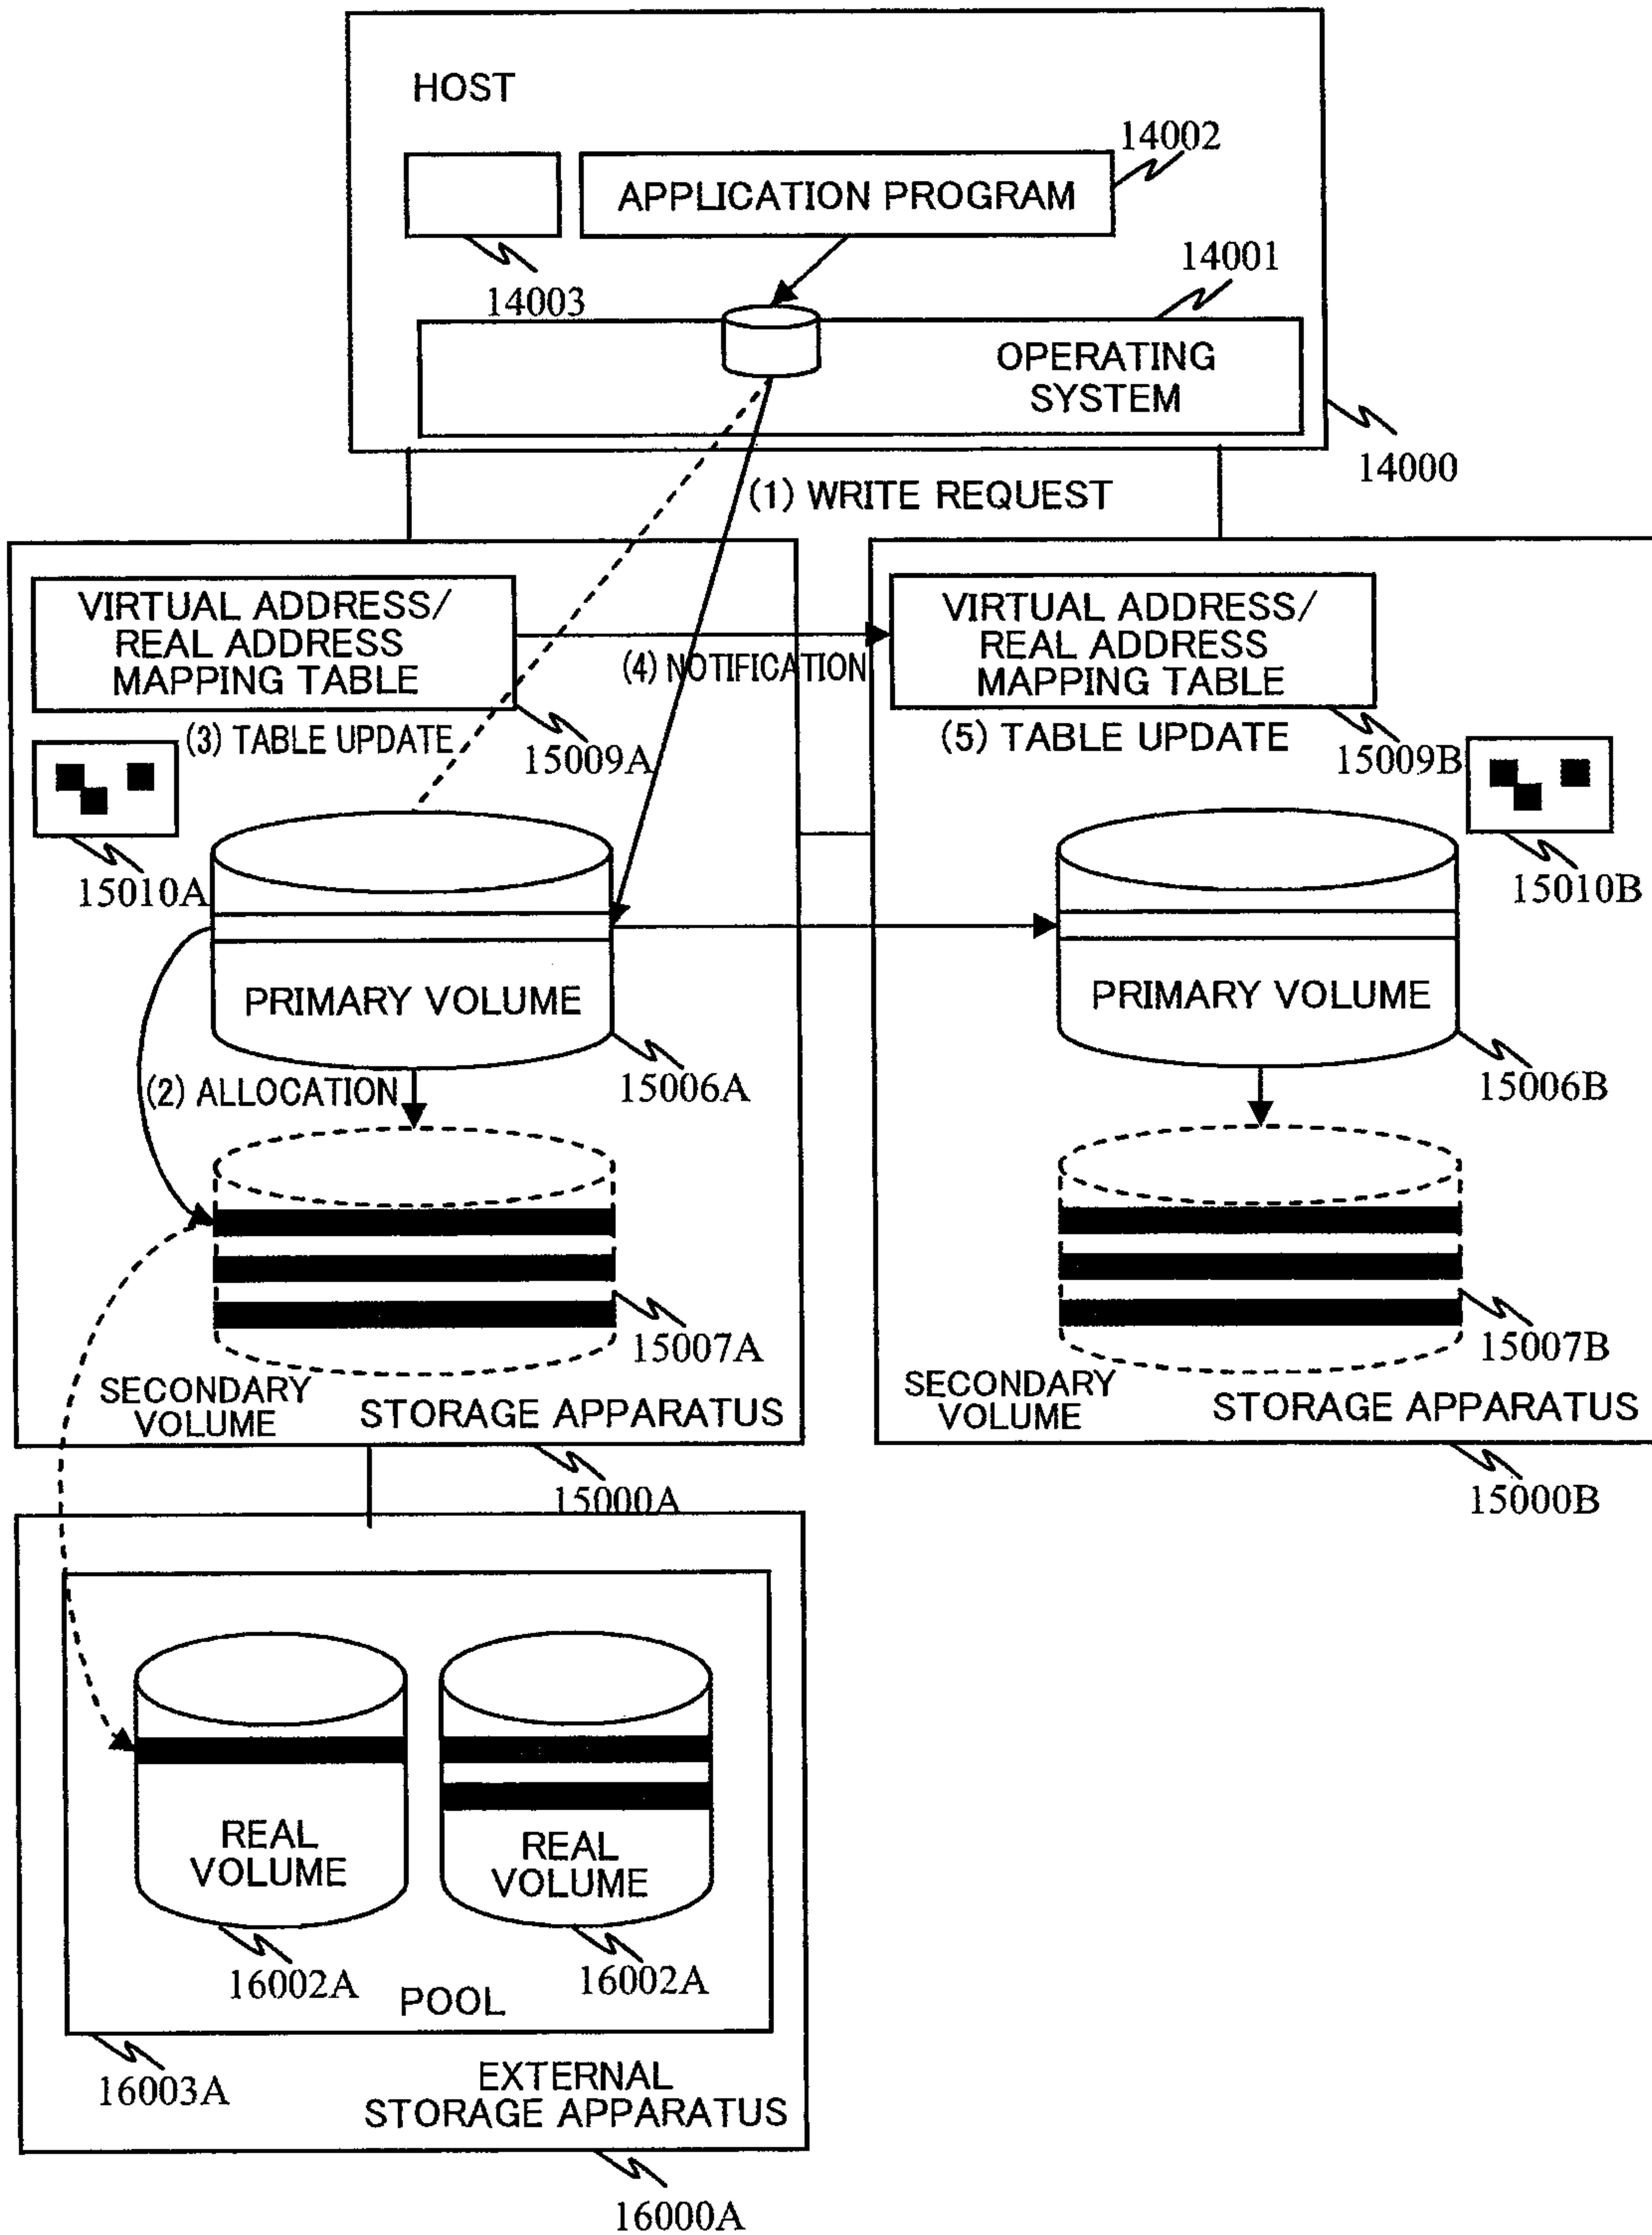 HOST
14002
APPLICATION PROGRAM
14001
14003
OPERATING
SYSTEM
14000
(1) WRITE REQUEST
VIRTUAL ADDRESS/
REAL ADDRESS
MAPPING TABLE
(4) NOTIFICATION
VIRTUAL ADDRESS/
REAL ADDRESS
MAPPING TABLE
(3) TABLE UPDATE
15009A
(5) TABLE UPDATE
15009B
15010A
15010B
PRIMARY VOLUME
PRIMARY VOLUME
(2) ALLOCATION
15006A
15006B
15007A
15007B
SECONDARY
VOLUME
STORAGE APPARATUS
SECONDARY
VOLUME
STORAGE APPARATUS
15000A
15000B
REAL
VOLUME
REAL
VOLUME
16002A
16002A
POOL
16003A
EXTERNAL
STORAGE APPARATUS
16000A